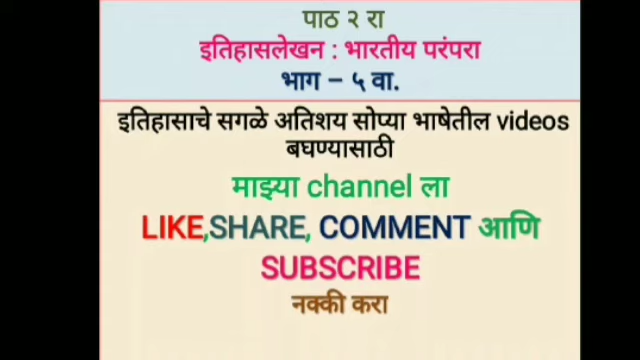 पाठ २ रा
इतिहासलेखन : भारतीय परंपरा
भाग – ५ वा.
इतिहासाचे सगळे अतिशय सोप्या भाषेतील videos
बघण्यासाठी
माझ्या channel ला
LIKE,SHARE, COMMENT आणि
SUBSCRIBE
नक्की करा